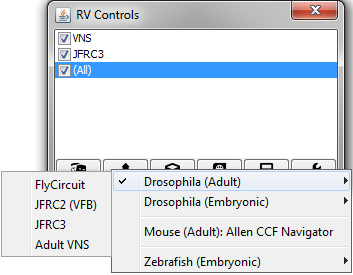 RV Controls
VNS
JFRC3
(All)
FlyCircuit
JFRC2 (VFB)
JFRC3
Adult VNS
Drosophila (Adult)
Drosophila (Embryonic)
Mouse (Adult): Allen CCF Navigator
Zebrafish (Embryonic)